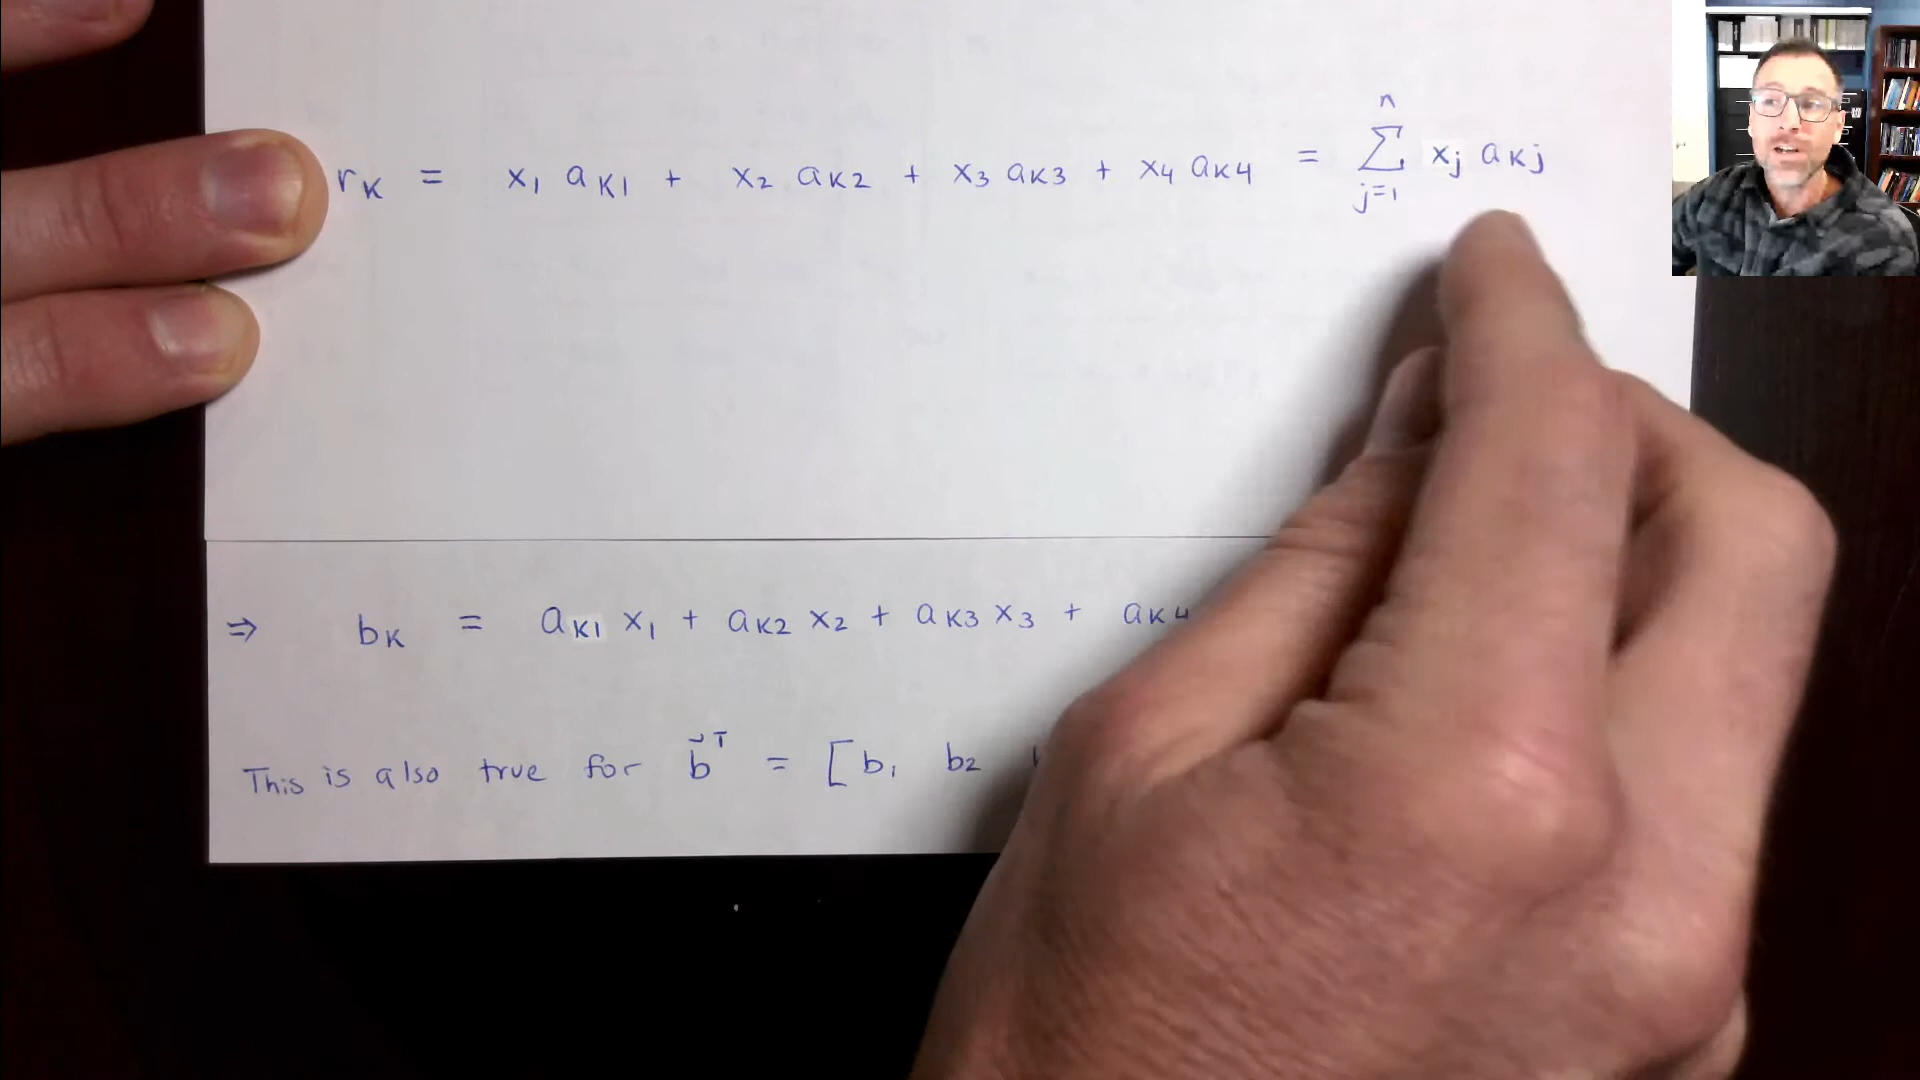 r_K = x_1 a_K1 + x_2 a_K2 + x_3 a_K3 + x_4 a_K4 = ∑_{j=1}^{n} x_j a_Kj
⇒ b_K = a_K1 x_1 + a_K2 x_2 + a_K3 x_3 + a_K4
This is also true for b̆^T = [b_1 b_2